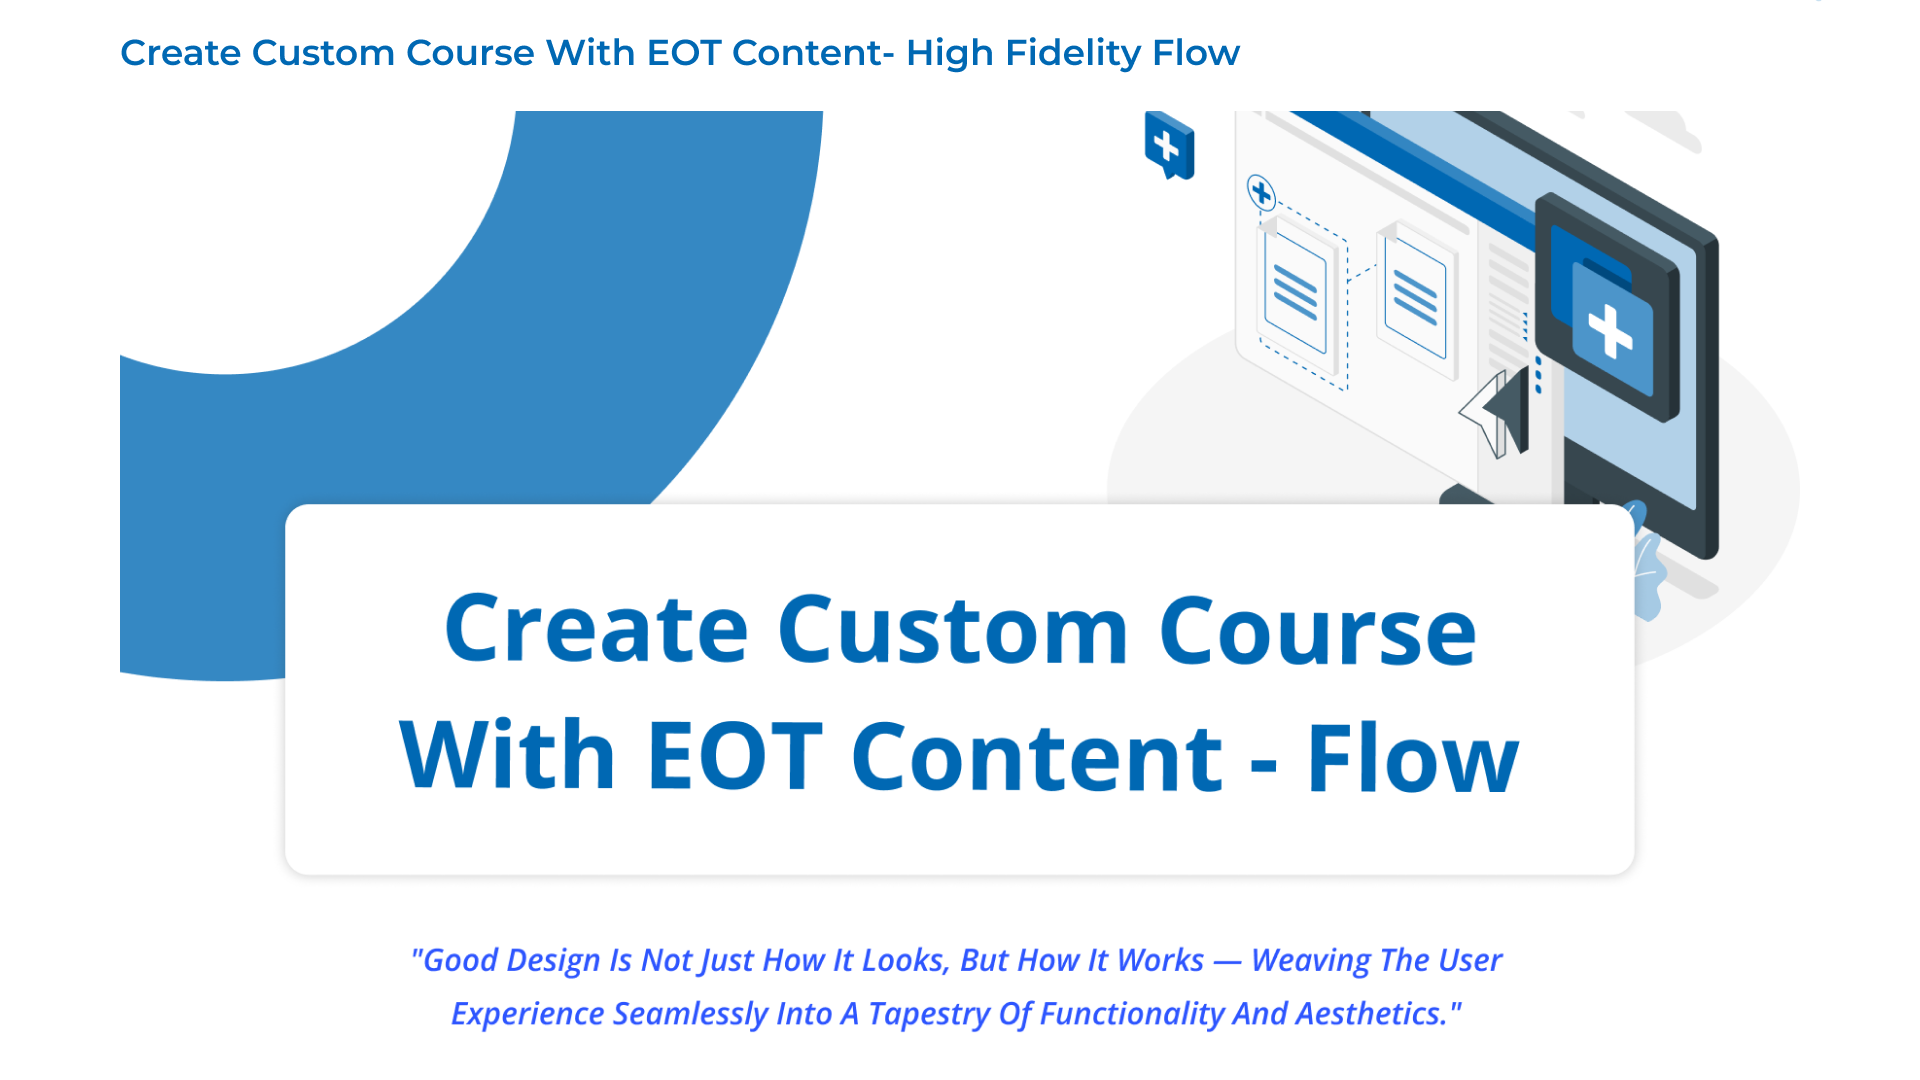 Create Custom Course With EOT Content- High Fidelity Flow
Create Custom Course
With EOT Content - Flow
"Good Design Is Not Just How It Looks, But How It Works — Weaving The User
Experience Seamlessly Into A Tapestry Of Functionality And Aesthetics."